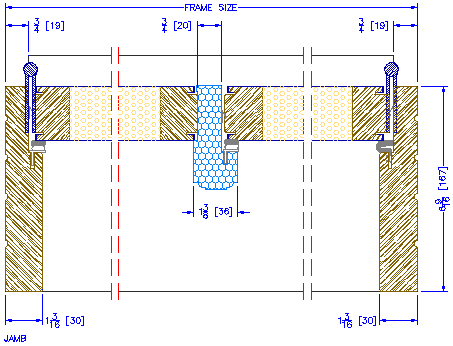 FRAME SIZE
3/4 [19]
3/4 [20]
3/4 [19]
6 9/16 [167]
1 3/8 [36]
1 3/16 [30]
1 3/16 [30]
JAMB